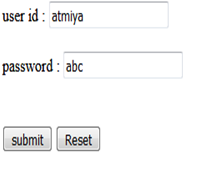 user id : atmiya
password : abc
submit Reset